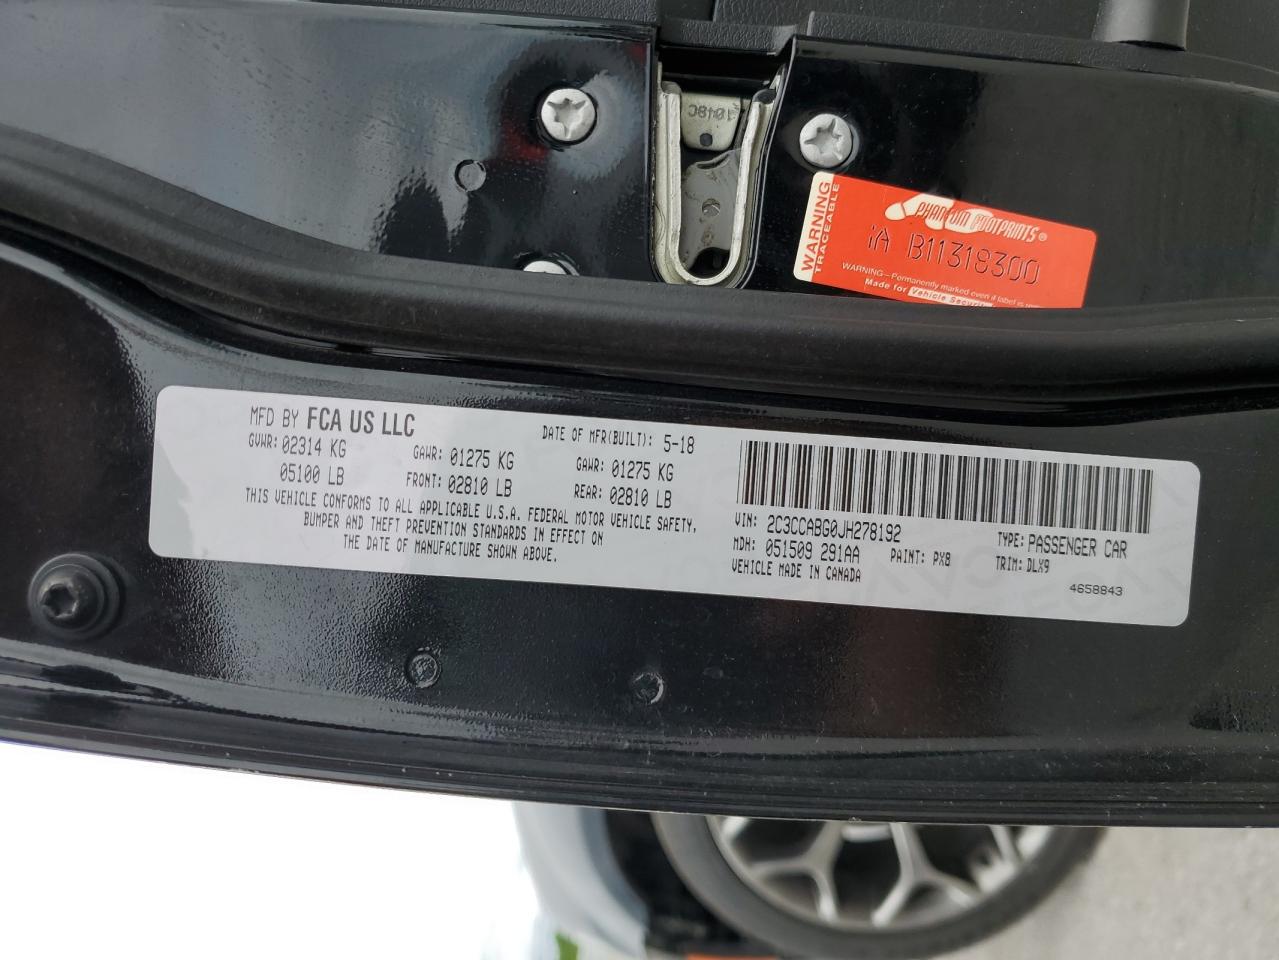 1048C
WARNING
TRACEABLE
PHANTOM FOOTPRINTS®
iA B11318300
WARNING—Permanently marked even if label is
Made for Vehicle Security
MFD BY FCA US LLC
DATE OF MFR(BUILT): 5-18
GVWR: 02314 KG
GAWR: 01275 KG
GAWR: 01275 KG
05100 LB
FRONT: 02810 LB
REAR: 02810 LB
THIS VEHICLE CONFORMS TO ALL APPLICABLE U.S.A. FEDERAL MOTOR VEHICLE SAFETY,
BUMPER AND THEFT PREVENTION STANDARDS IN EFFECT ON
THE DATE OF MANUFACTURE SHOWN ABOVE.
VIN: 2C3CCABG0JH278192
TYPE: PASSENGER CAR
MDH: 051509 291AA
PAINT: PX8
TRIM: DLX9
VEHICLE MADE IN CANADA
4658843